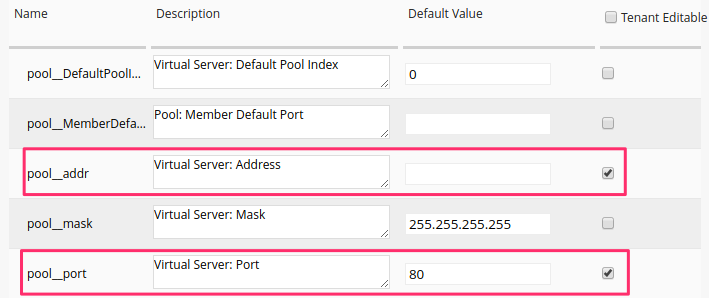 Name Description Default Value Tenant Editable
pool__DefaultPoolI... Virtual Server: Default Pool Index 0
pool__MemberDefa... Pool: Member Default Port
pool__addr Virtual Server: Address
pool__mask Virtual Server: Mask 255.255.255.255
pool__port Virtual Server: Port 80